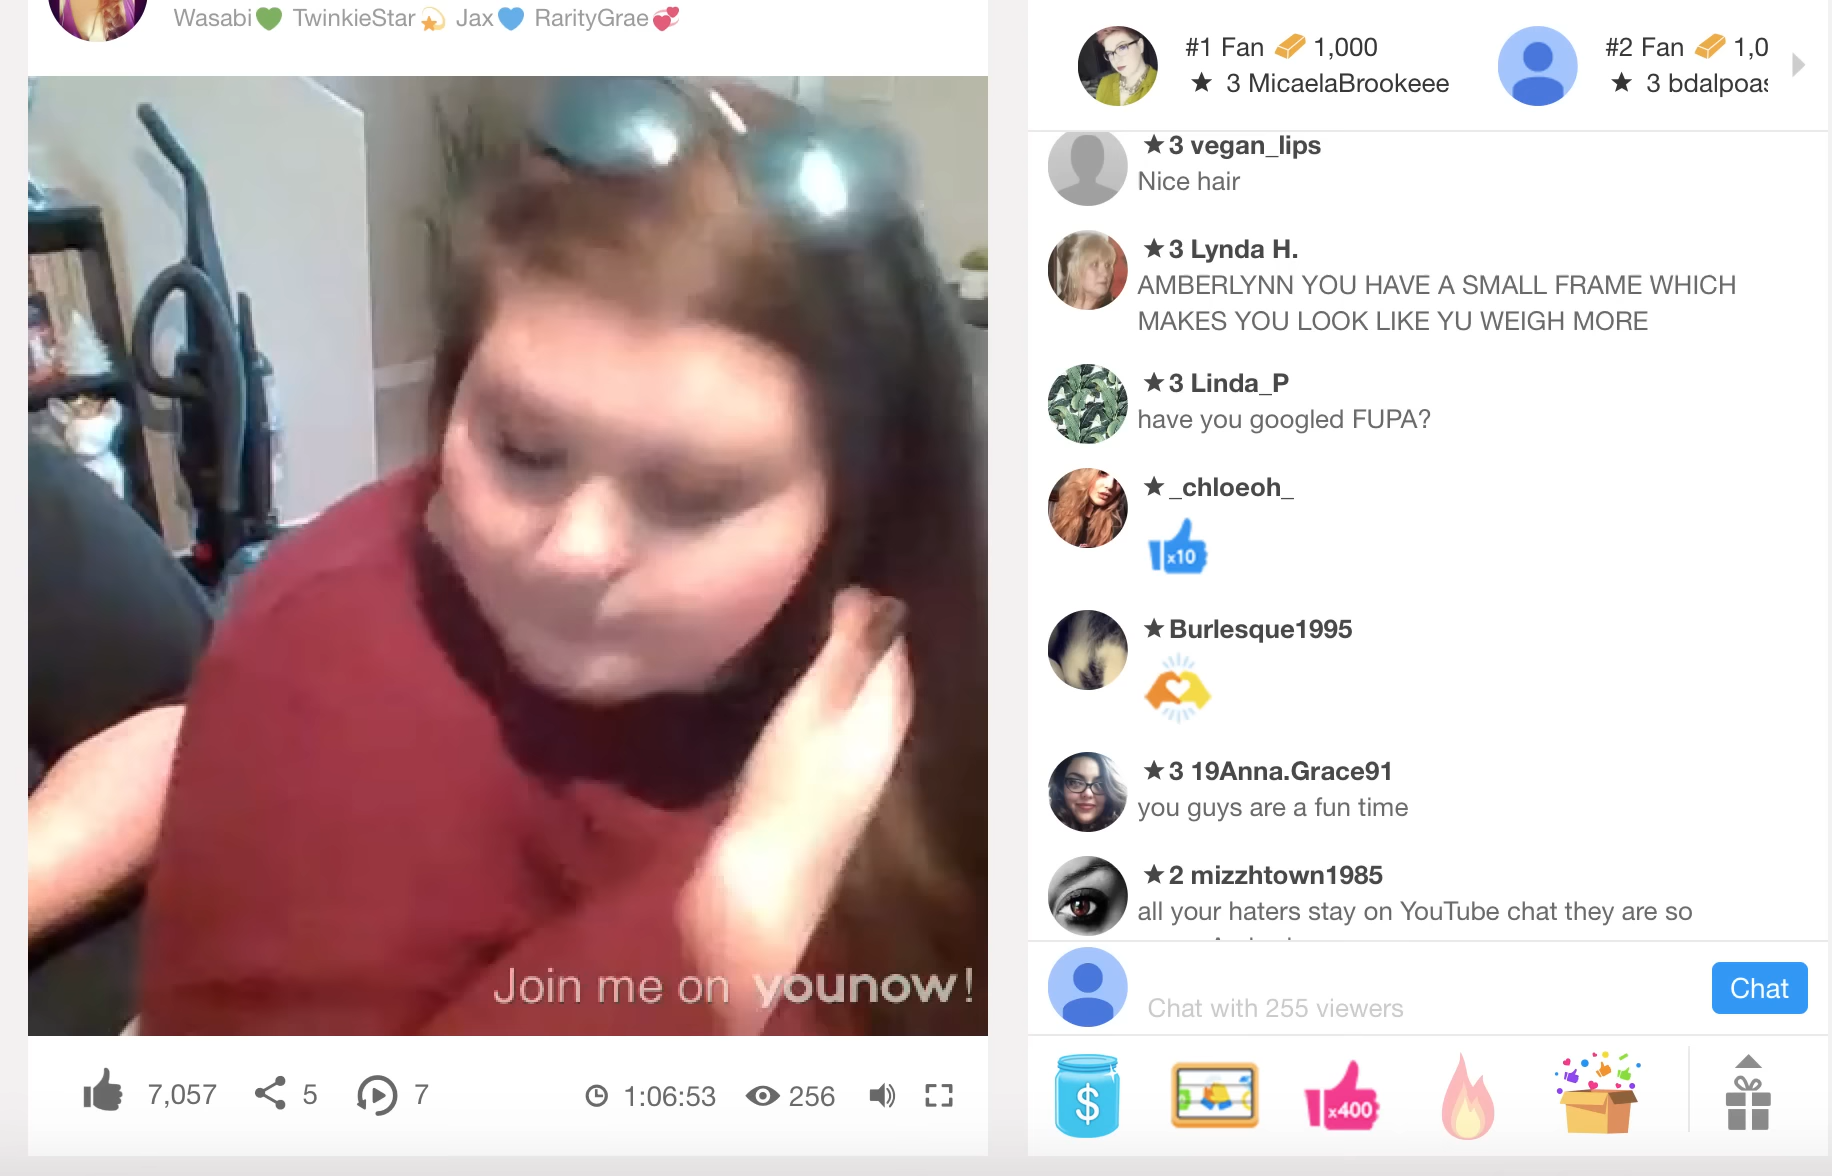 Wasabi💚 TwinkieStar💫 Jax💙 RarityGrae💞
#1 Fan 1,000
★ 3 MicaelaBrookeee
#2 Fan 1,0
★ 3 bdalpoas
★3 vegan_lips
Nice hair
★3 Lynda H.
AMBERLYNN YOU HAVE A SMALL FRAME WHICH
MAKES YOU LOOK LIKE YU WEIGH MORE
★3 Linda_P
have you googled FUPA?
★_chloeoh_
x10
★Burlesque1995
★3 19Anna.Grace91
you guys are a fun time
★2 mizzhtown1985
all your haters stay on YouTube chat they are so
Join me on younow!
Chat with 255 viewers
Chat
7,057 5 7 1:06:53 256
$ x400